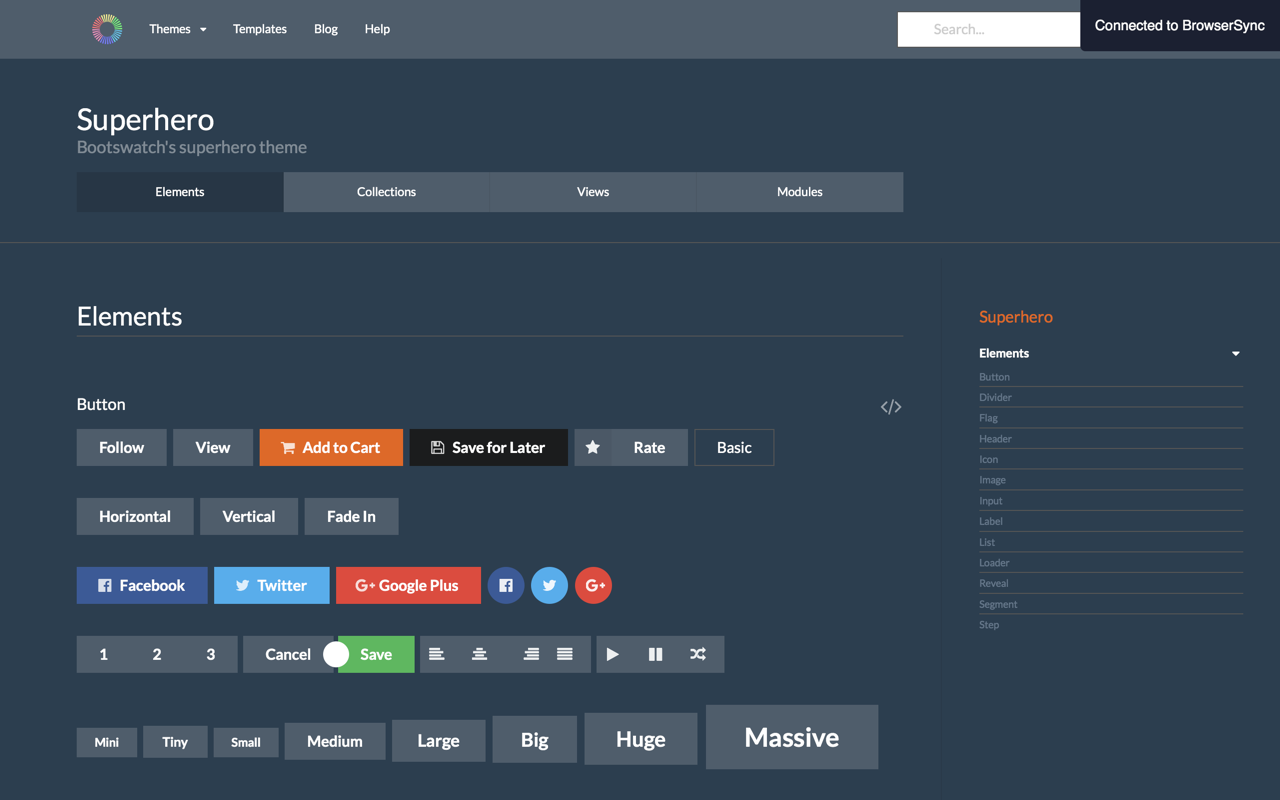 Themes Templates Blog Help Search... Connected to BrowserSync
Superhero
Bootswatch's superhero theme
Elements Collections Views Modules
Elements
Button
Follow View Add to Cart Save for Later Rate Basic
Horizontal Vertical Fade In
Facebook Twitter Google Plus
1 2 3 Cancel Save
Mini Tiny Small Medium Large Big Huge Massive
Superhero
Elements
Button
Divider
Flag
Header
Icon
Image
Input
Label
List
Loader
Reveal
Segment
Step